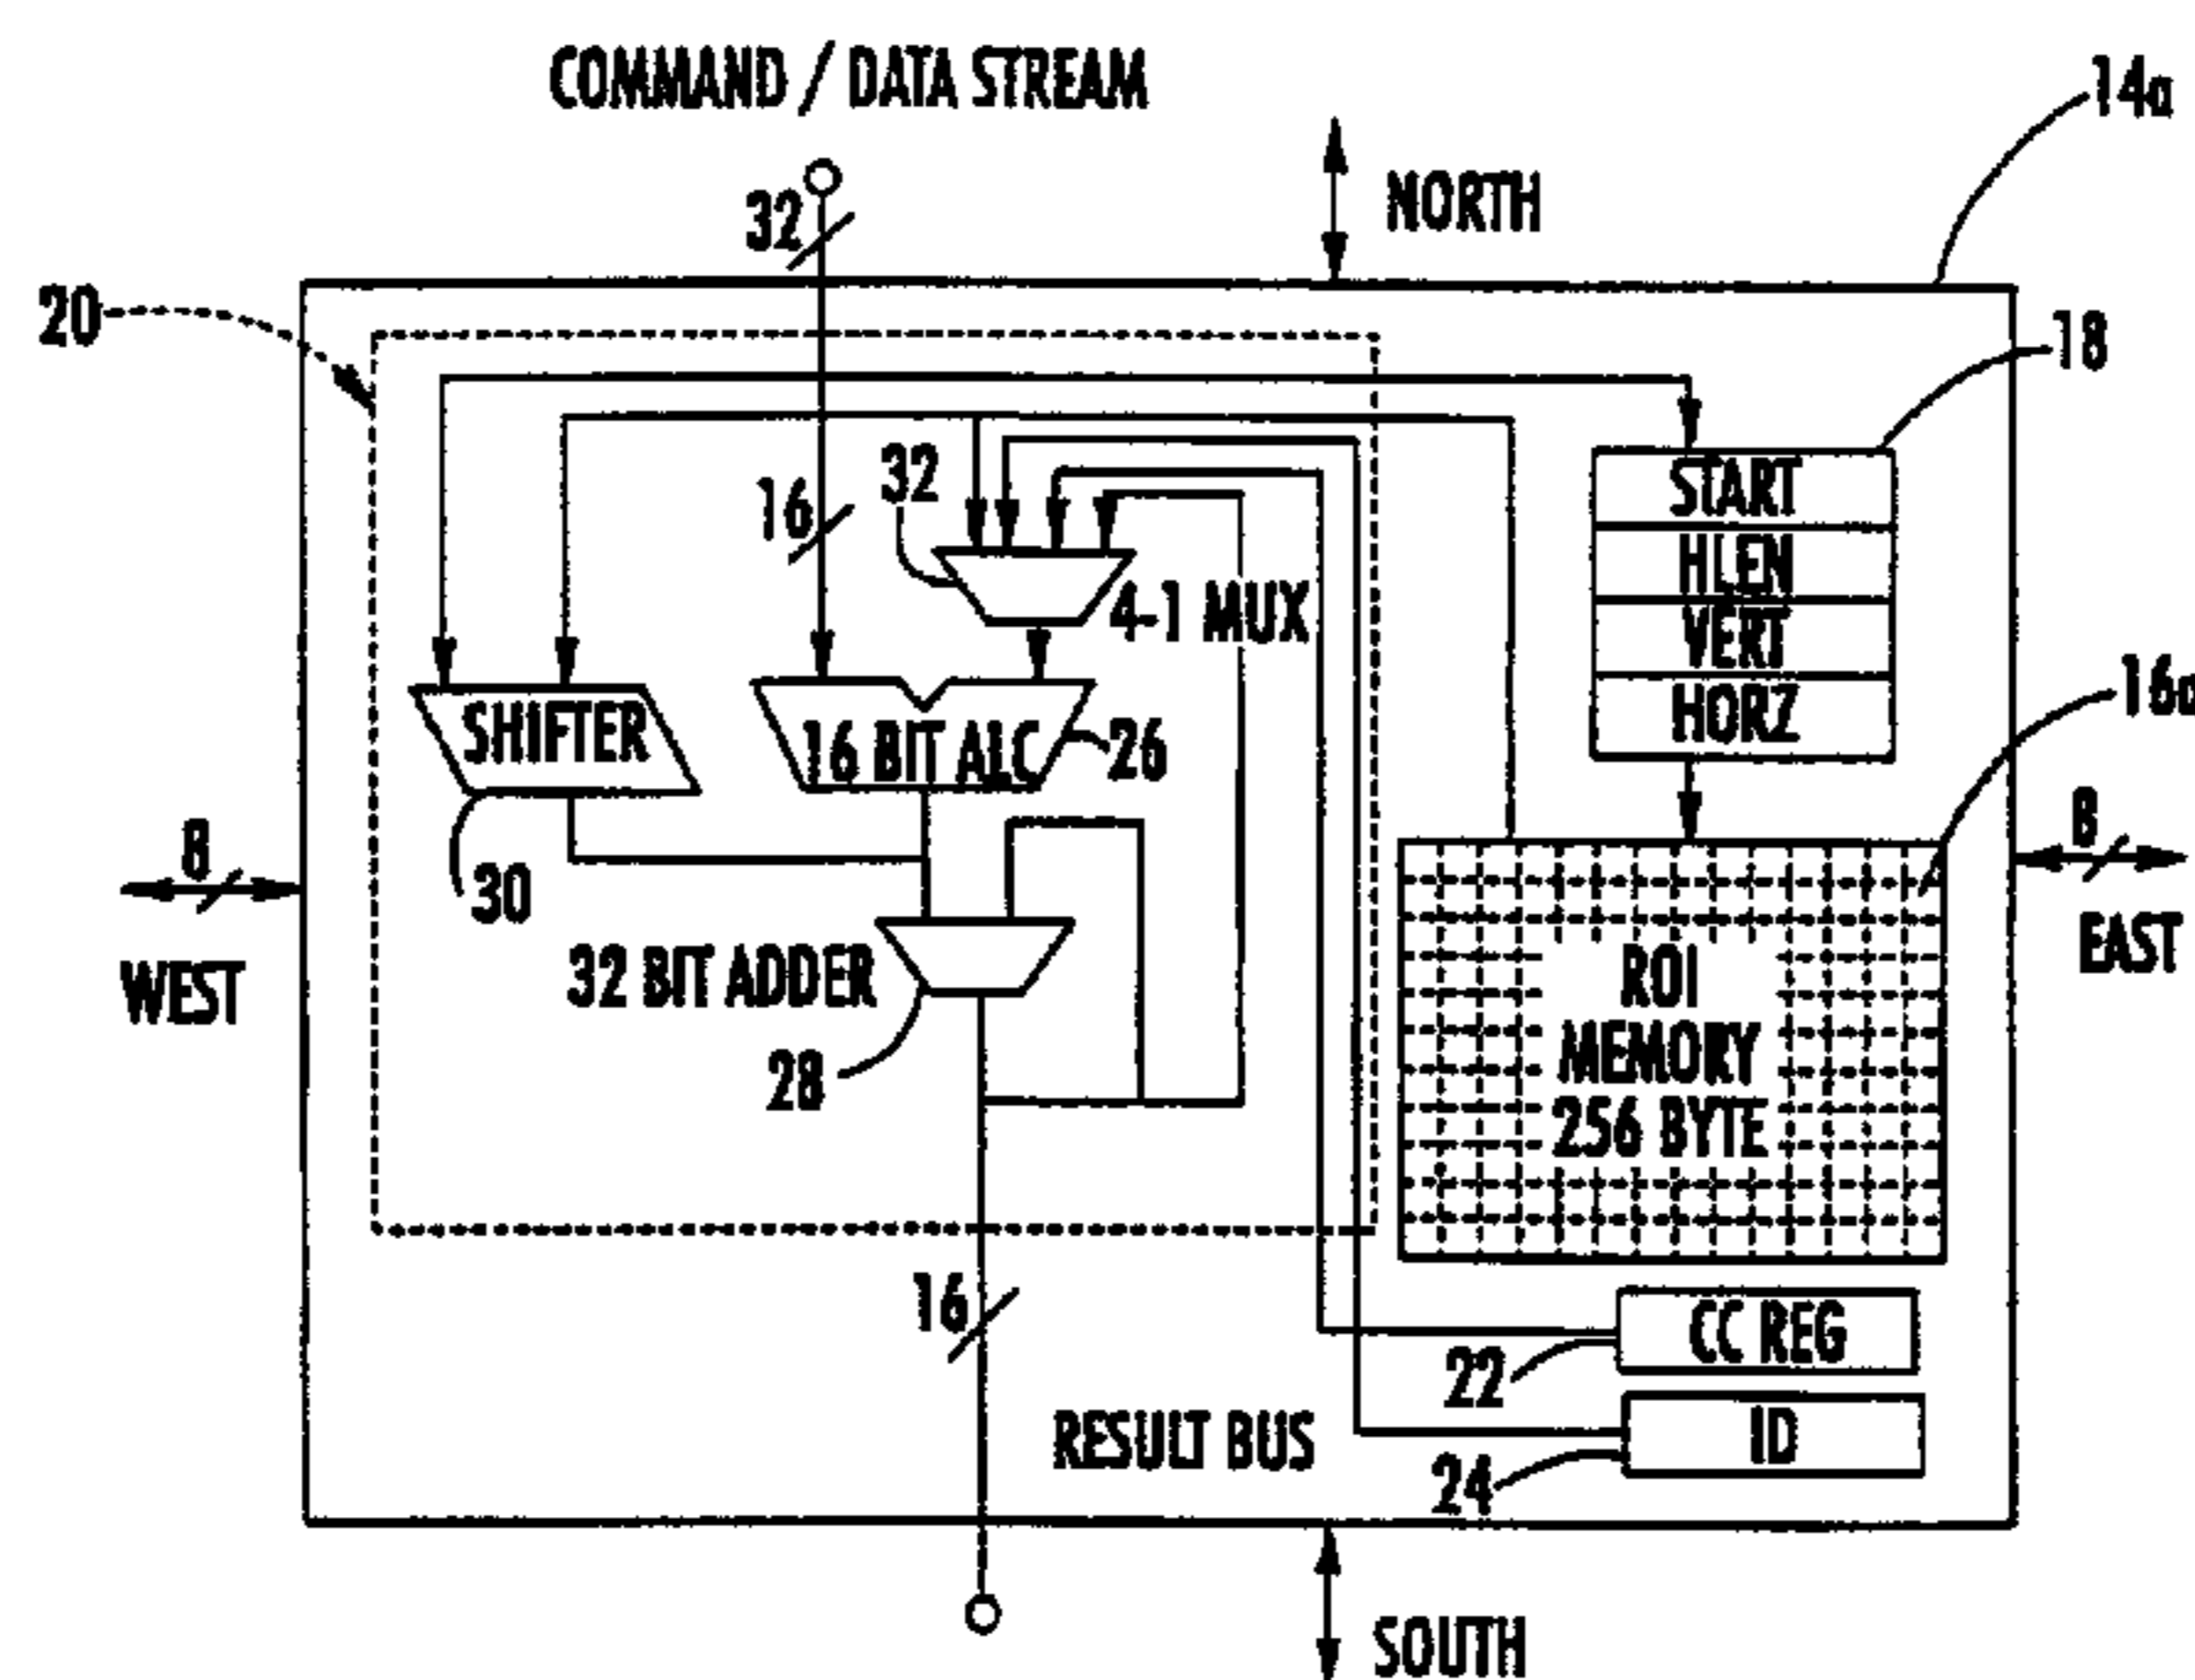 COMMAND / DATA STREAM
14a
32
NORTH
20
18
32
16
START
HLEN
4-1 MUX
VERT
16a
HORZ
SHIFTER
16 BIT ALC
26
8
8
30
EAST
32 BIT ADDER
ROI
WEST
MEMORY
28
256 BYTE
16
CC REG
22
RESULT BUS
ID
24
SOUTH